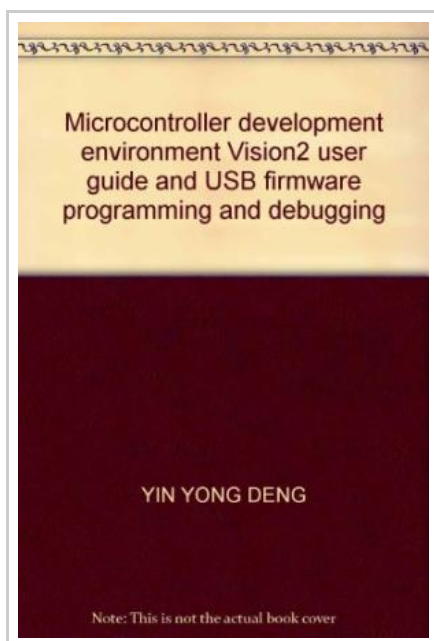 Microcontroller development
environment Vision2 user
guide and USB firmware
programming and debugging
YIN YONG DENG
Note: This is not the actual book cover